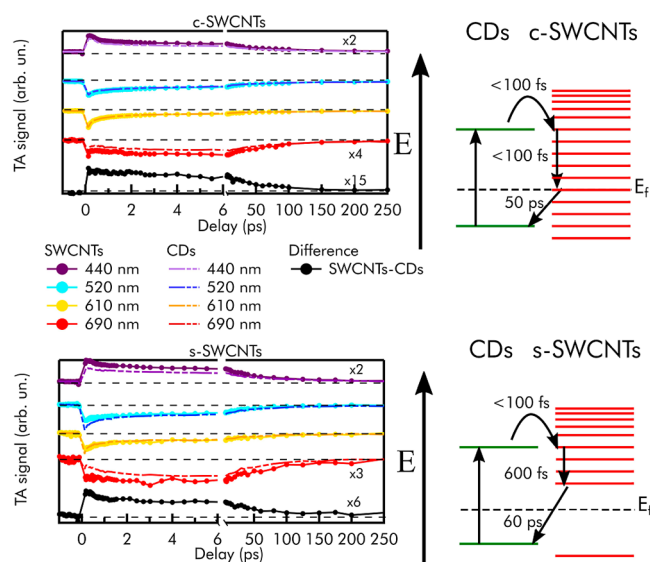 c-SWCNTs
x2
x4
x15
TA signal (arb. un.)
0 2 4 6 50 100 150 200 250
Delay (ps)
E
CDs c-SWCNTs
<100 fs
<100 fs
50 ps
Ef
SWCNTs CDs Difference
440 nm 440 nm SWCNTs-CDs
520 nm 520 nm
610 nm 610 nm
690 nm 690 nm
s-SWCNTs
x2
x3
x6
TA signal (arb. un.)
0 2 4 6 50 100 150 200 250
Delay (ps)
E
CDs s-SWCNTs
<100 fs
600 fs
60 ps
Ef